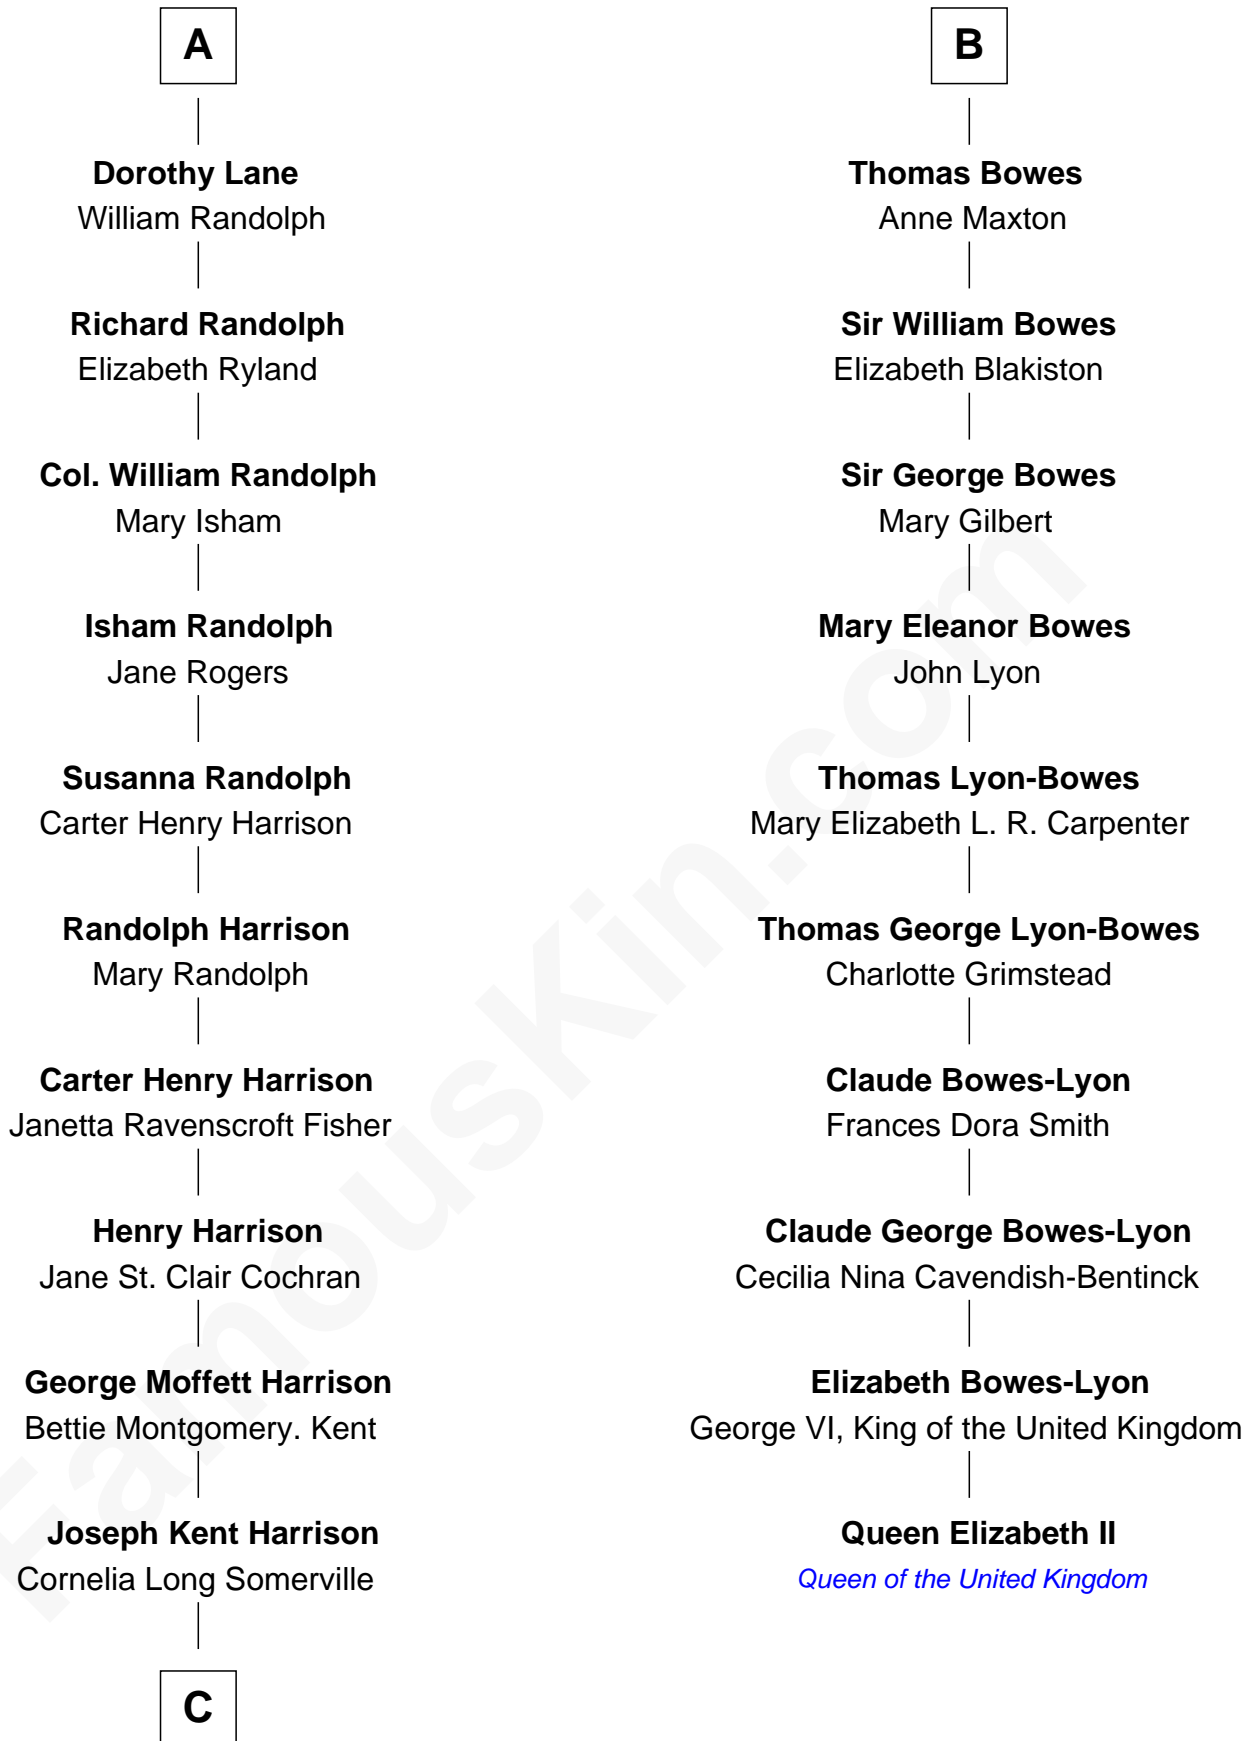 A
Dorothy Lane
William Randolph
Richard Randolph
Elizabeth Ryland
Col. William Randolph
Mary Isham
Isham Randolph
Jane Rogers
Susanna Randolph
Carter Henry Harrison
Randolph Harrison
Mary Randolph
Carter Henry Harrison
Janetta Ravenscroft Fisher
Henry Harrison
Jane St. Clair Cochran
George Moffett Harrison
Bettie Montgomery. Kent
Joseph Kent Harrison
Cornelia Long Somerville
C
B
Thomas Bowes
Anne Maxton
Sir William Bowes
Elizabeth Blakiston
Sir George Bowes
Mary Gilbert
Mary Eleanor Bowes
John Lyon
Thomas Lyon-Bowes
Mary Elizabeth L. R. Carpenter
Thomas George Lyon-Bowes
Charlotte Grimstead
Claude Bowes-Lyon
Frances Dora Smith
Claude George Bowes-Lyon
Cecilia Nina Cavendish-Bentinck
Elizabeth Bowes-Lyon
George VI, King of the United Kingdom
Queen Elizabeth II
Queen of the United Kingdom
FamousKin.com